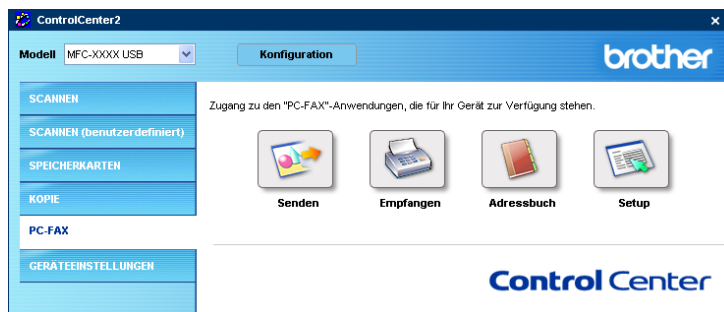 ControlCenter2
Modell MFC-XXXX USB Konfiguration
brother
SCANNEN
SCANNEN (benutzerdefiniert)
SPEICHERKARTEN
KOPIE
PC-FAX
GERÄTEEINSTELLUNGEN
Zugang zu den "PC-FAX"-Anwendungen, die für Ihr Gerät zur Verfügung stehen.
Senden Empfangen Adressbuch Setup
Control Center